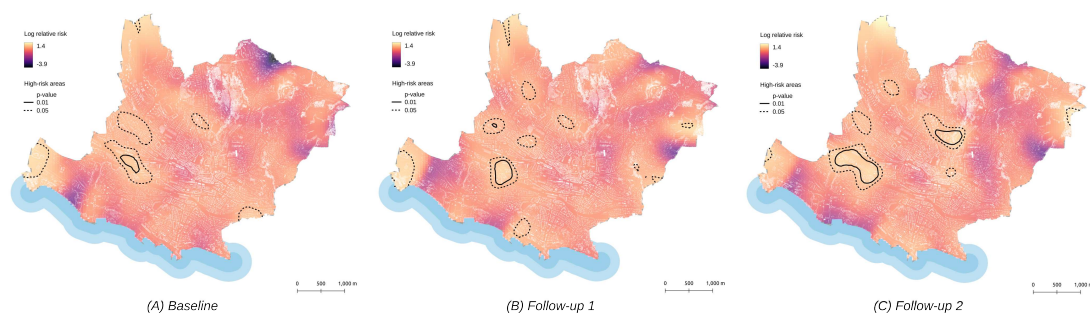 Log relative risk
1.4
-3.9
High-risk areas
p-value
0.01
0.05
0 500 1,000 m
(A) Baseline
Log relative risk
1.4
-3.9
High-risk areas
p-value
0.01
0.05
0 500 1,000 m
(B) Follow-up 1
Log relative risk
1.4
-3.9
High-risk areas
p-value
0.01
0.05
0 500 1,000 m
(C) Follow-up 2